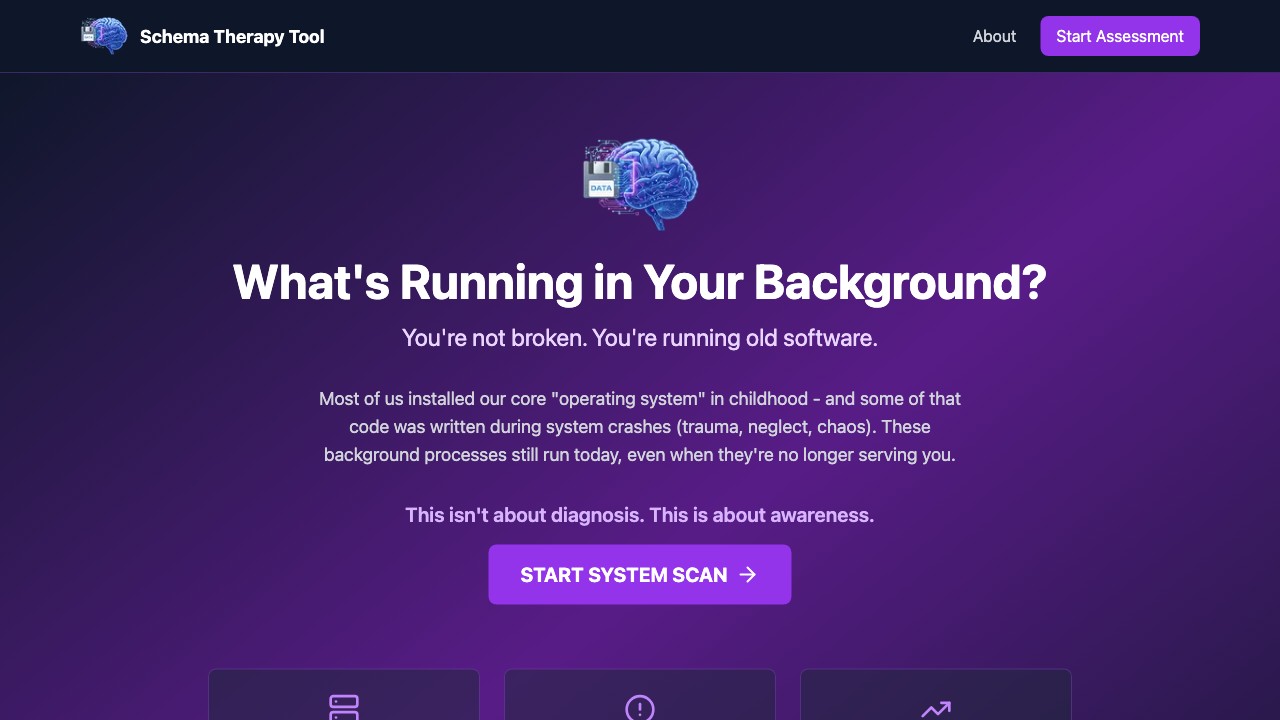 Schema Therapy Tool
About
Start Assessment
DATA
What's Running in Your Background?
You're not broken. You're running old software.
Most of us installed our core "operating system" in childhood - and some of that
code was written during system crashes (trauma, neglect, chaos). These
background processes still run today, even when they're no longer serving you.
This isn't about diagnosis. This is about awareness.
START SYSTEM SCAN